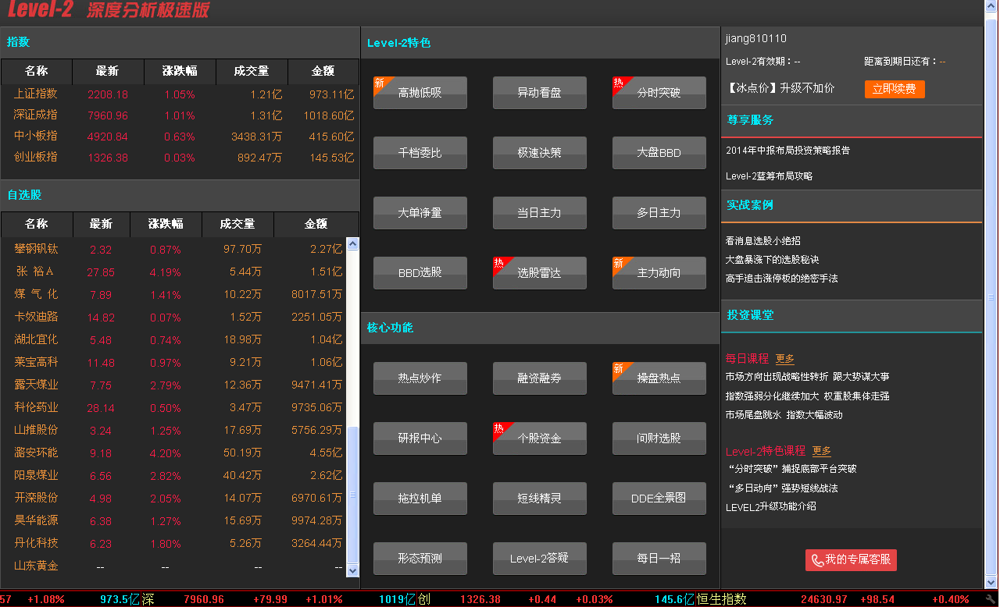 Level-2 深度分析极速版
指数
名称 最新 涨跌幅 成交量 金额
上证指数 2208.18 1.05% 1.21亿 973.11亿
深证成指 7960.96 1.01% 1.31亿 1018.60亿
中小板指 4920.84 0.63% 3438.31万 415.60亿
创业板指 1326.38 0.03% 892.47万 145.53亿
自选股
名称 最新 涨跌幅 成交量 金额
攀钢钒钛 2.32 0.87% 97.70万 2.27亿
张 裕A 27.85 4.19% 5.44万 1.51亿
煤 气 化 7.89 1.41% 10.22万 8017.51万
卡奴迪路 14.82 0.07% 1.52万 2251.05万
湖北宜化 5.48 0.74% 18.98万 1.04亿
莱宝高科 11.48 0.97% 9.21万 1.06亿
露天煤业 7.75 2.79% 12.36万 9471.41万
科伦药业 28.14 0.50% 3.47万 9735.06万
山推股份 3.24 1.25% 17.69万 5756.29万
潞安环能 9.18 4.20% 50.19万 4.55亿
阳泉煤业 6.56 2.82% 40.42万 2.62亿
开滦股份 4.98 2.05% 14.07万 6970.61万
昊华能源 6.38 1.27% 15.69万 9974.28万
丹化科技 6.23 1.80% 5.26万 3264.44万
山东黄金 -- -- -- --
Level-2特色
新 高抛低吸 异动看盘 热 分时突破
千档委比 极速决策 大盘BBD
大单净量 当日主力 多日主力
BBD选股 热 选股雷达 新 主力动向
核心功能
热点炒作 融资融券 新 操盘热点
研报中心 热 个股资金 问财选股
拖拉机单 短线精灵 DDE全景图
形态预测 Level-2答疑 每日一招
jiang810110
Level-2有效期：-- 距离到期日还有：--
【冰点价】升级不加价 立即续费
尊享服务
2014年中报布局投资策略报告
Level-2蓝筹布局攻略
实战案例
看消息选股小绝招
大盘暴涨下的选股秘诀
高手追击涨停板的绝密手法
投资课堂
每日课程 更多
市场方向出现战略性转折 跟大势谋大事
指数强弱分化继续加大 权重股集体走强
市场尾盘跳水 指数大幅波动
Level-2特色课程 更多
“分时突破”捕捉底部平台突破
“多日动向”强势短线战法
LEVEL2升级功能介绍
我的专属客服
57 +1.08% 973.5亿 深 7960.96 +79.99 +1.01% 1019亿 创 1326.38 +0.44 +0.03% 145.6亿 恒生指数 24630.97 +98.54 +0.40%